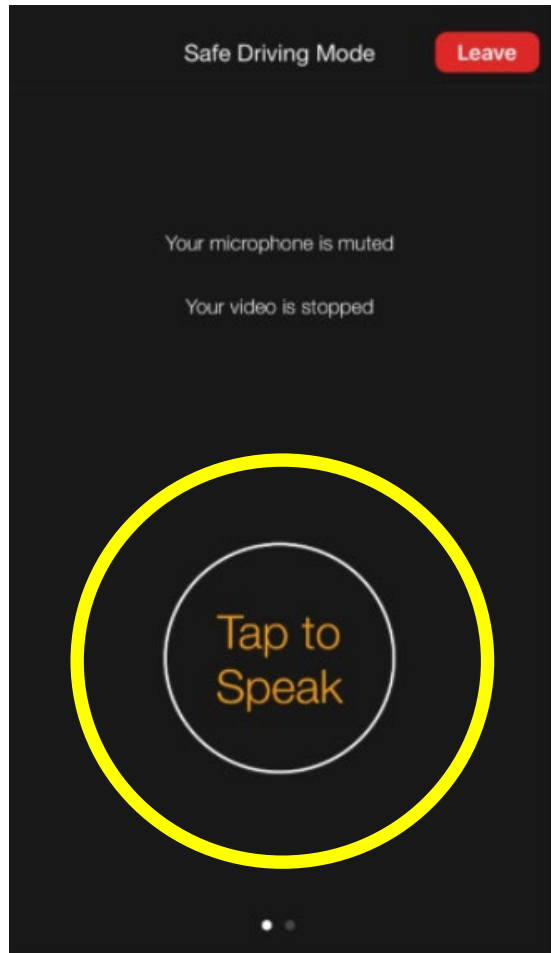 Safe Driving Mode
Leave
Your microphone is muted
Your video is stopped
Tap to
Speak